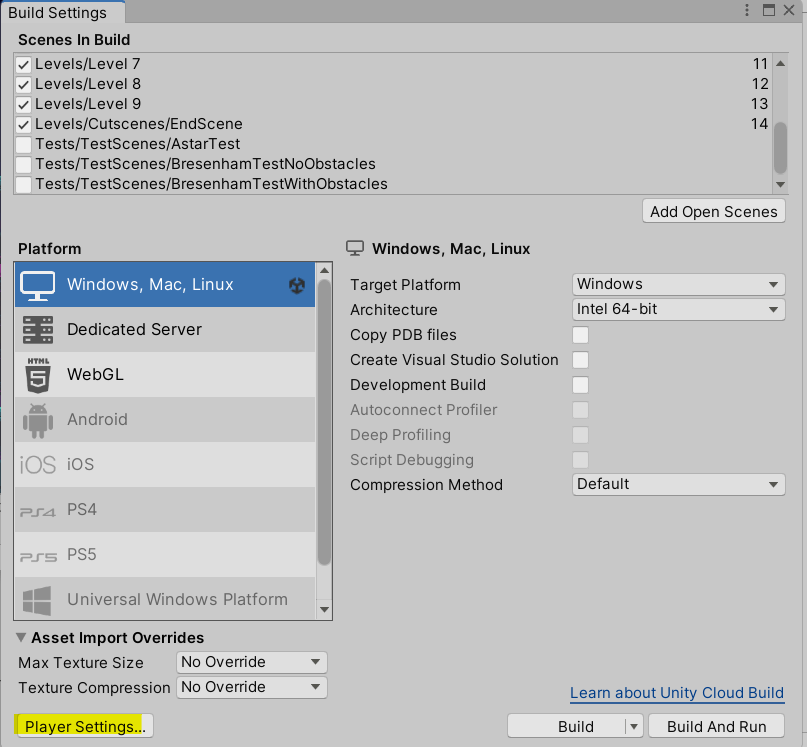 Build Settings
Scenes In Build
Levels/Level 7 11
Levels/Level 8 12
Levels/Level 9 13
Levels/Cutscenes/EndScene 14
Tests/TestScenes/AstarTest
Tests/TestScenes/BresenhamTestNoObstacles
Tests/TestScenes/BresenhamTestWithObstacles
Add Open Scenes
Platform
Windows, Mac, Linux
Dedicated Server
HTML
5
WebGL
Android
iOS iOS
PS4 PS4
PS5 PS5
Universal Windows Platform
Windows, Mac, Linux
Target Platform Windows
Architecture Intel 64-bit
Copy PDB files
Create Visual Studio Solution
Development Build
Autoconnect Profiler
Deep Profiling
Script Debugging
Compression Method Default
Asset Import Overrides
Max Texture Size No Override
Texture Compression No Override
Learn about Unity Cloud Build
Player Settings... Build Build And Run